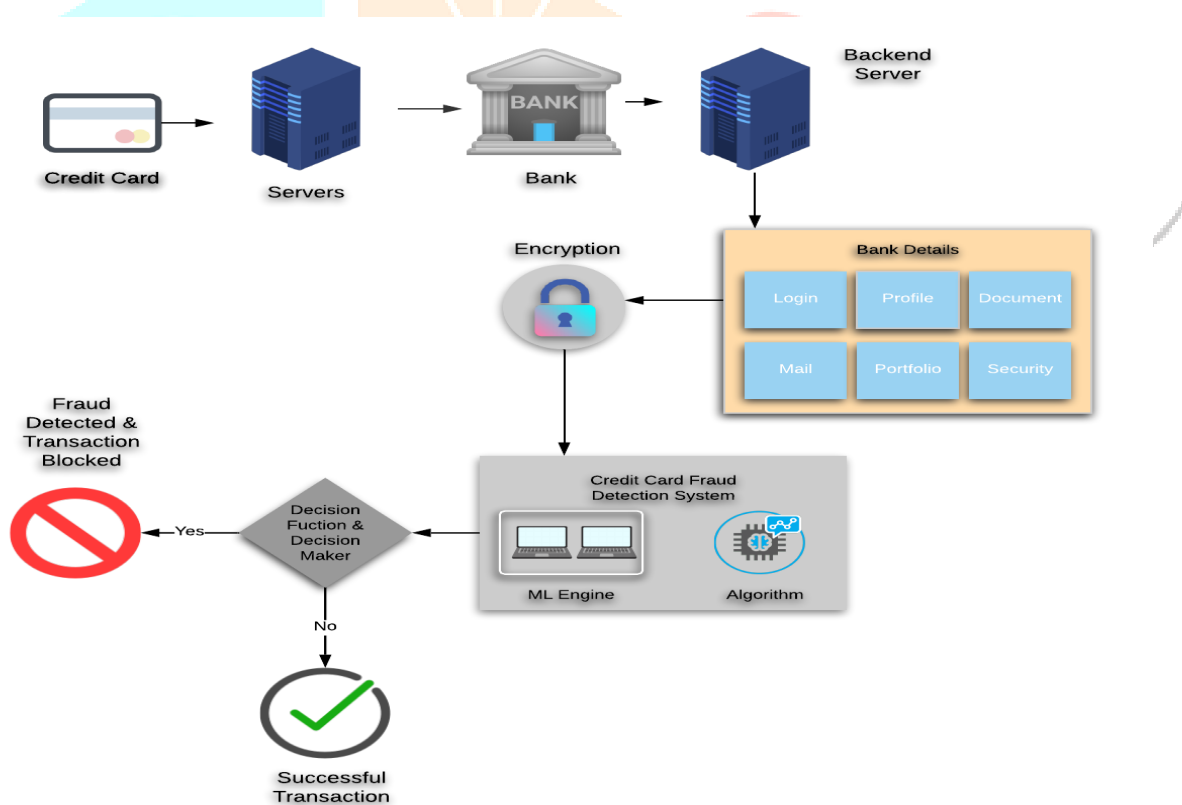 Backend
Server
BANK
Credit Card
Servers
Bank
Encryption
Bank Details
Login
Profile
Document
Mail
Portfolio
Security
Fraud
Detected &
Transaction
Blocked
Credit Card Fraud
Detection System
Decision
Fuction &
Decision
Maker
Yes
ML Engine
Algorithm
No
Successful
Transaction